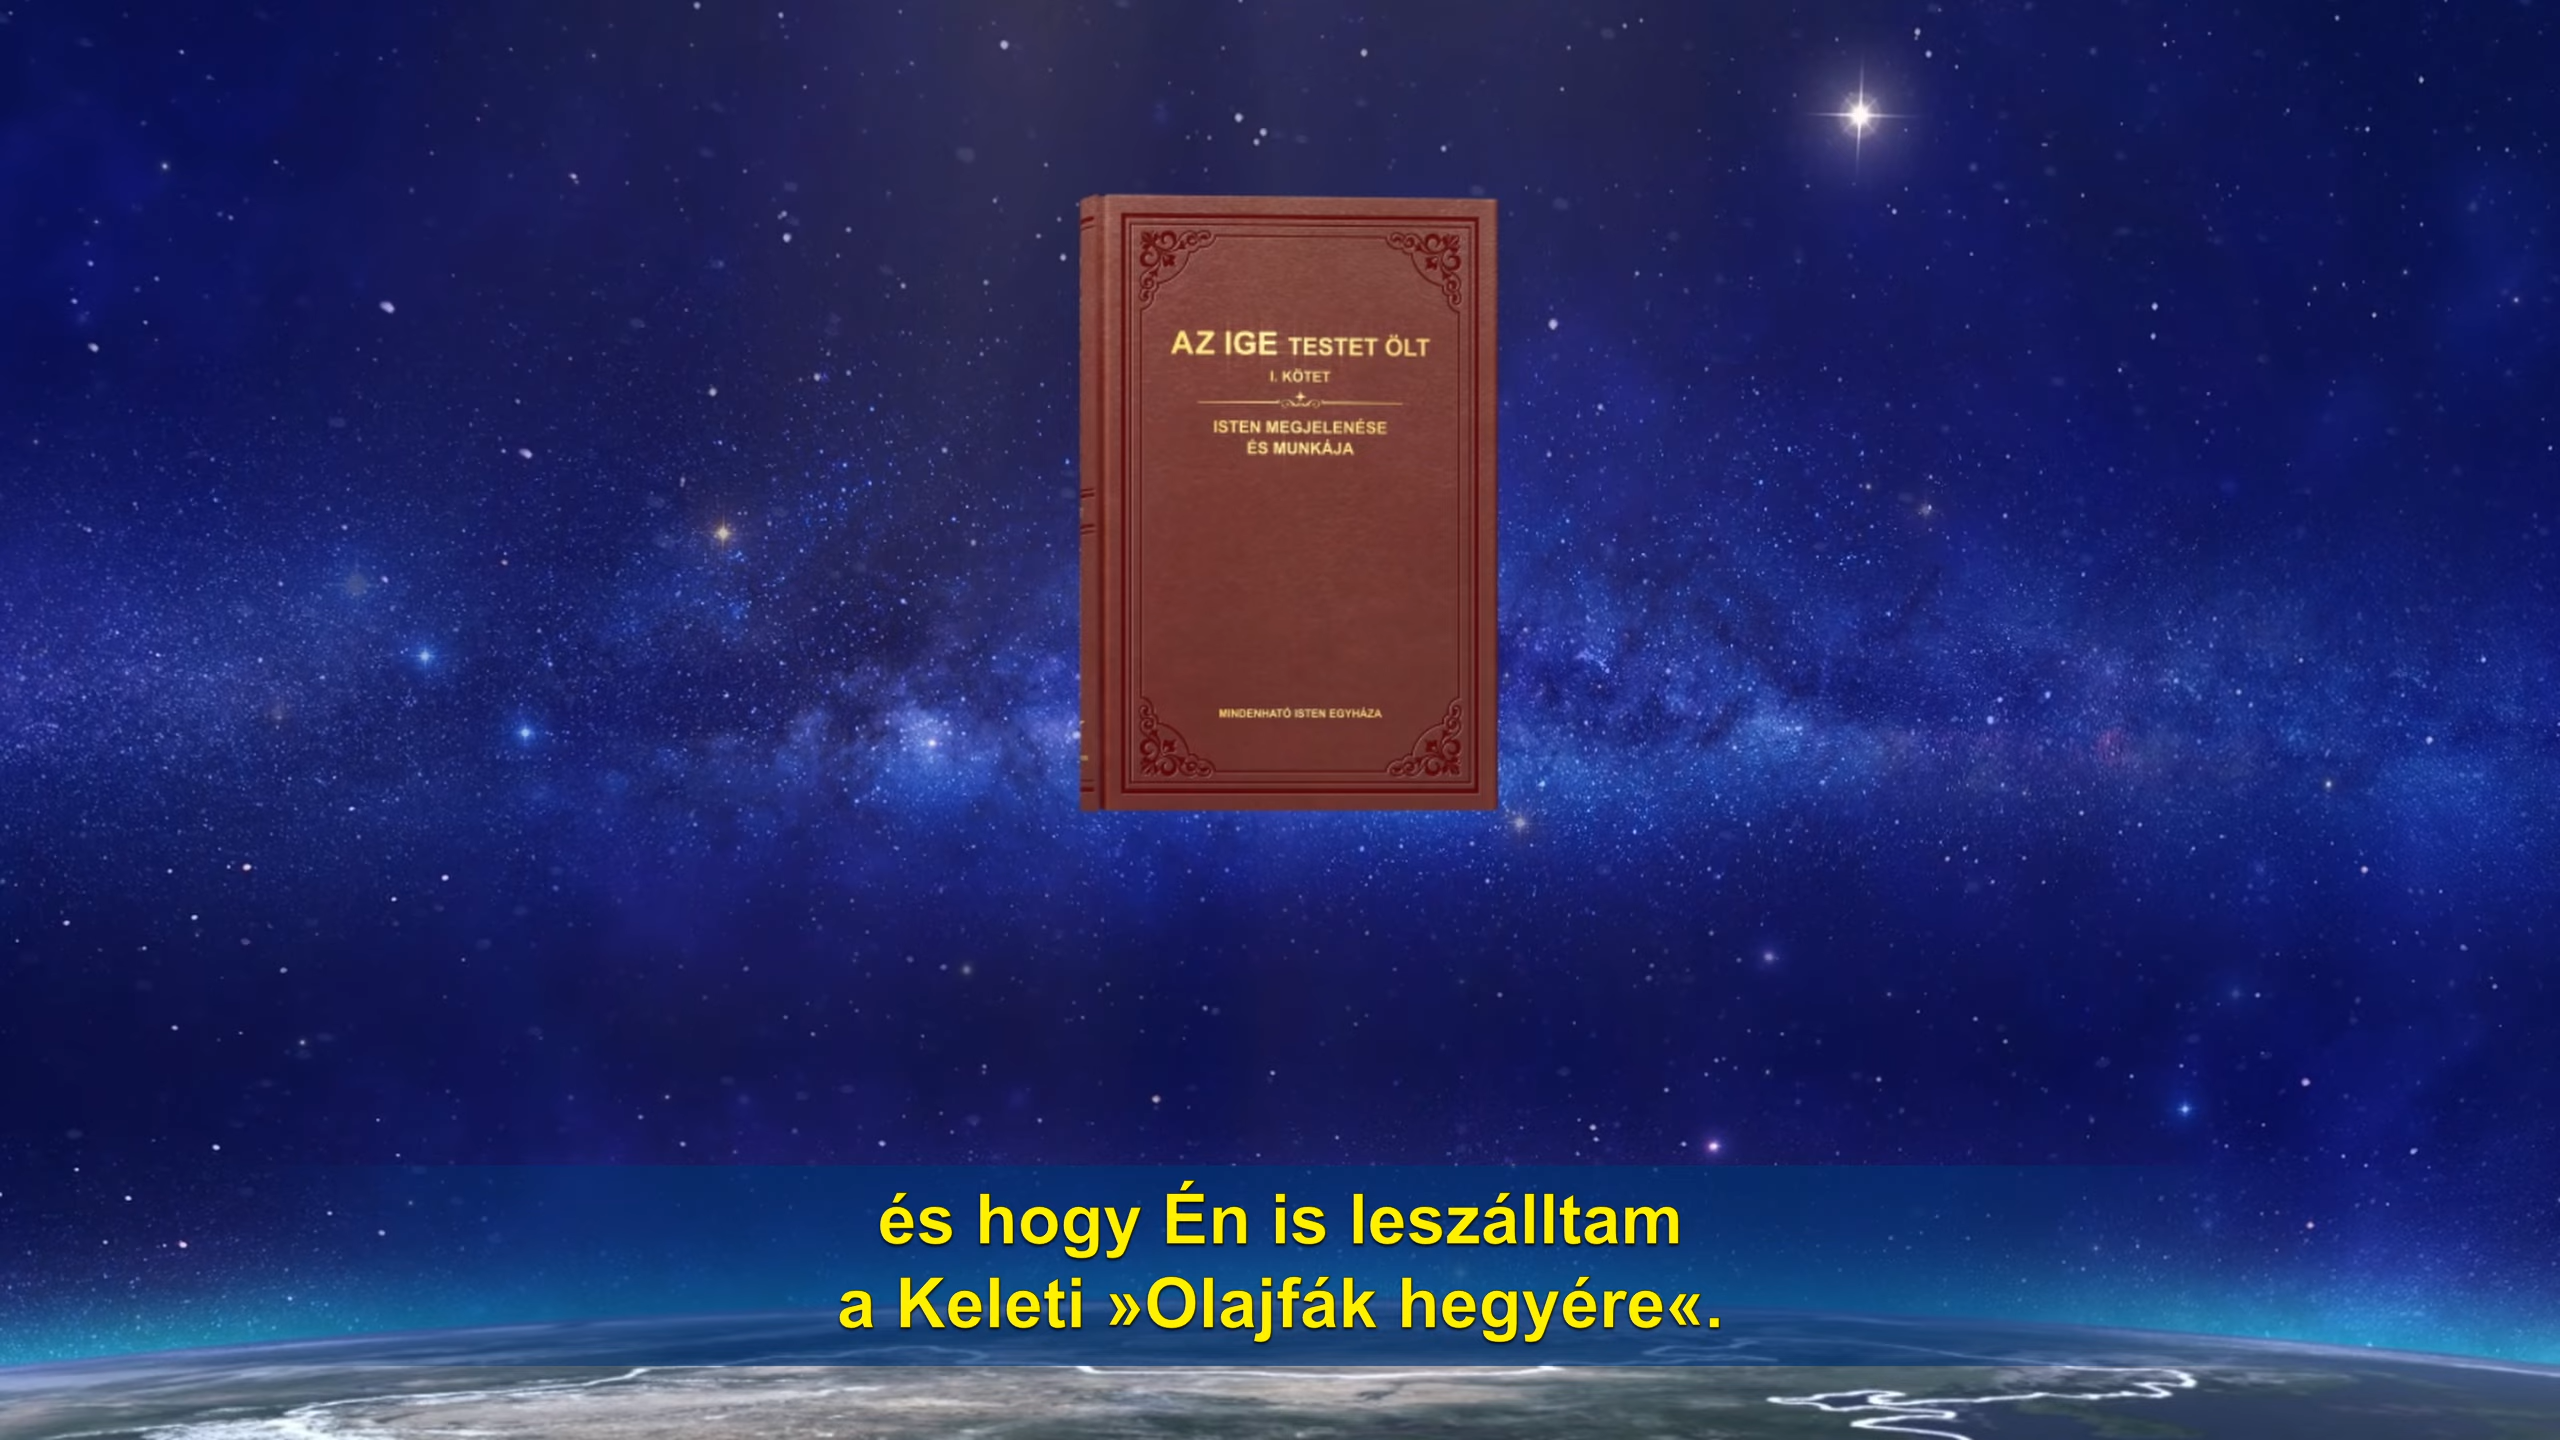 AZ IGE TESTET ÖLT
I. KÖTET
ISTEN MEGJELENÉSE
ÉS MUNKÁJA
MINDENHATÓ ISTEN EGYHÁZA
és hogy Én is leszálltam
a Keleti »Olajfák hegyére«.